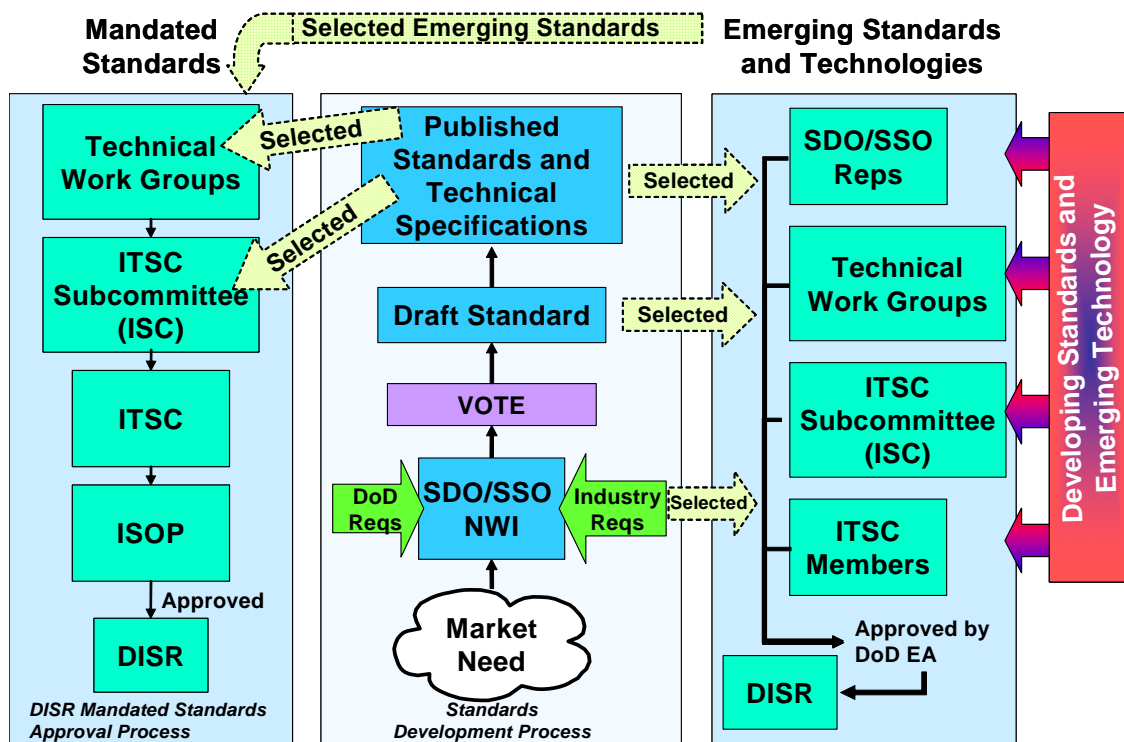 Mandated
Standards
Selected Emerging Standards
Emerging Standards
and Technologies
Technical
Work Groups
ITSC
Subcommittee
(ISC)
ITSC
ISOP
Approved
DISR
DISR Mandated Standards
Approval Process
Selected
Selected
Published
Standards and
Technical
Specifications
Draft Standard
VOTE
DoD
Reqs
SDO/SSO
NWI
Industry
Reqs
Market
Need
Standards
Development Process
Selected
Selected
Selected
SDO/SSO
Reps
Technical
Work Groups
ITSC
Subcommittee
(ISC)
ITSC
Members
Approved by
DoD EA
DISR
Developing Standards and
Emerging Technology